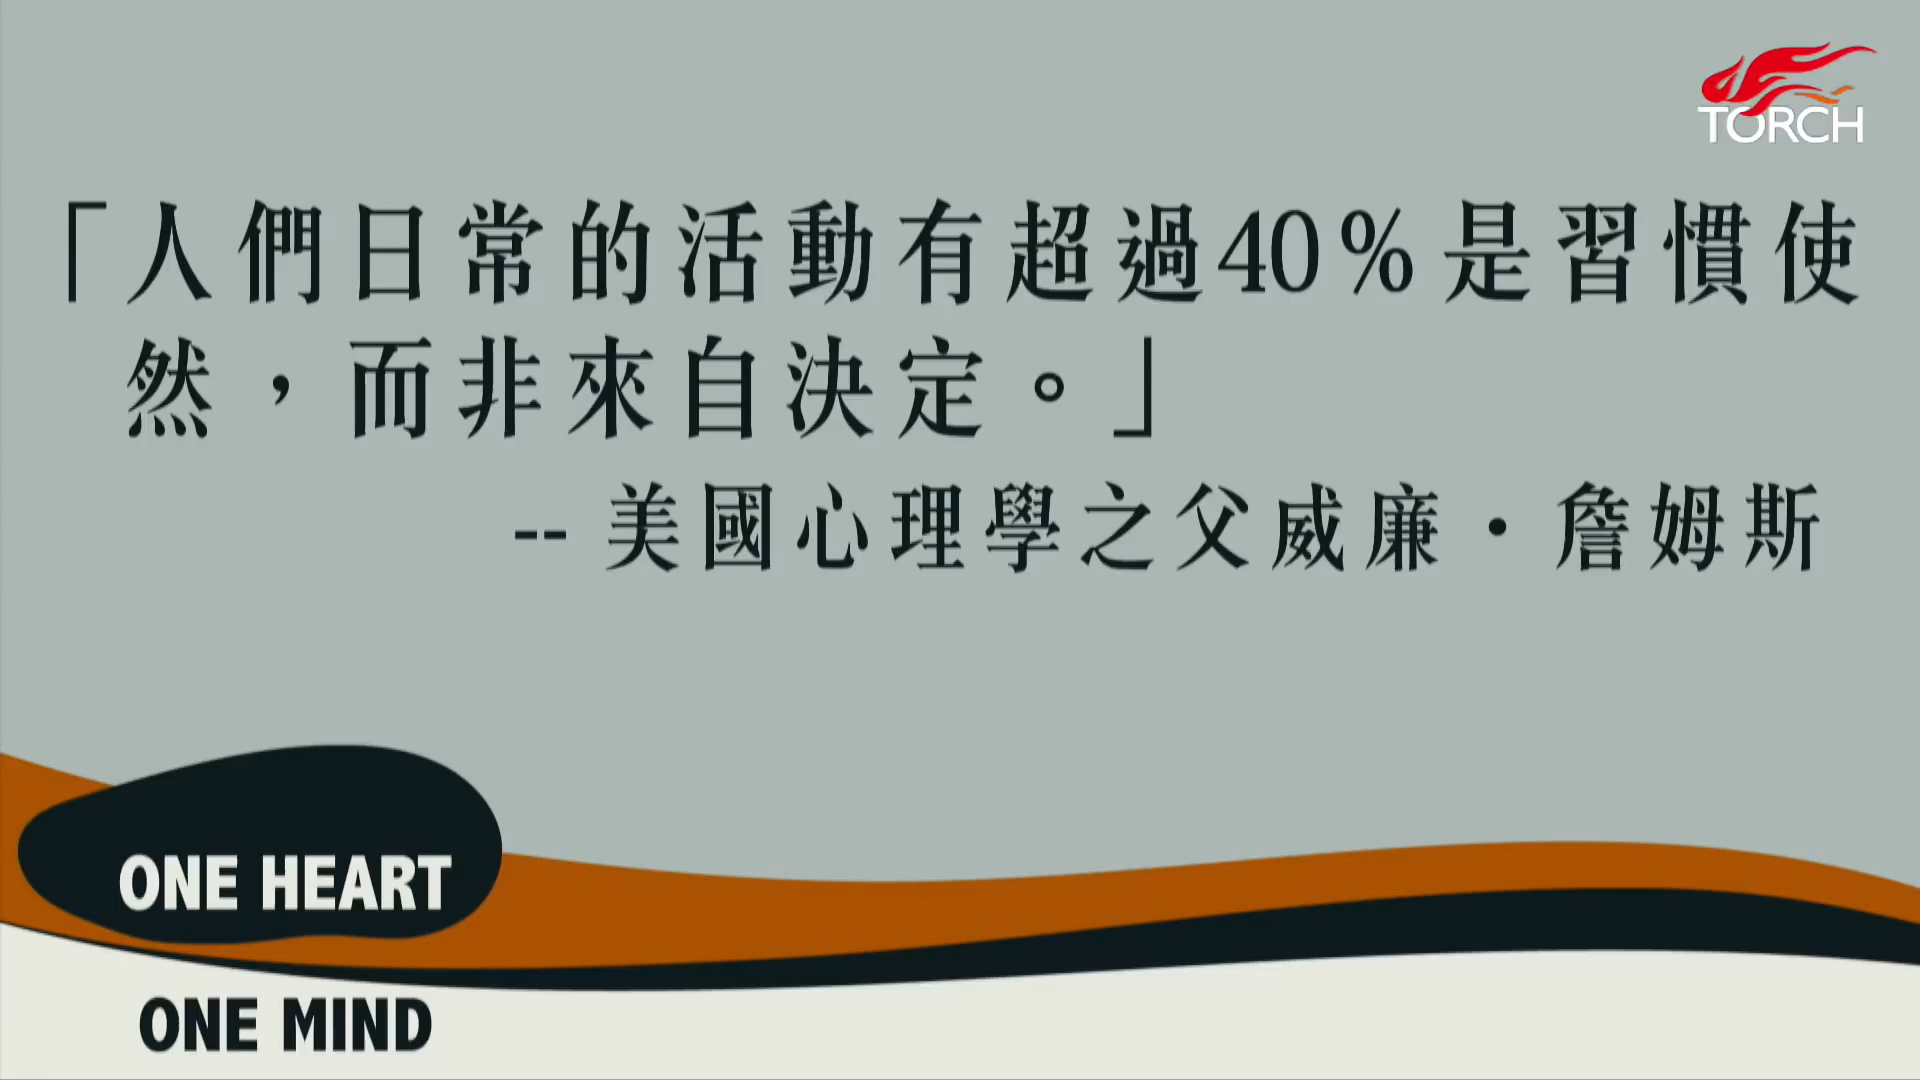 TORCH
「人們日常的活動有超過40%是習慣使
然，而非來自決定。」
-- 美國心理學之父威廉·詹姆斯
ONE HEART
ONE MIND